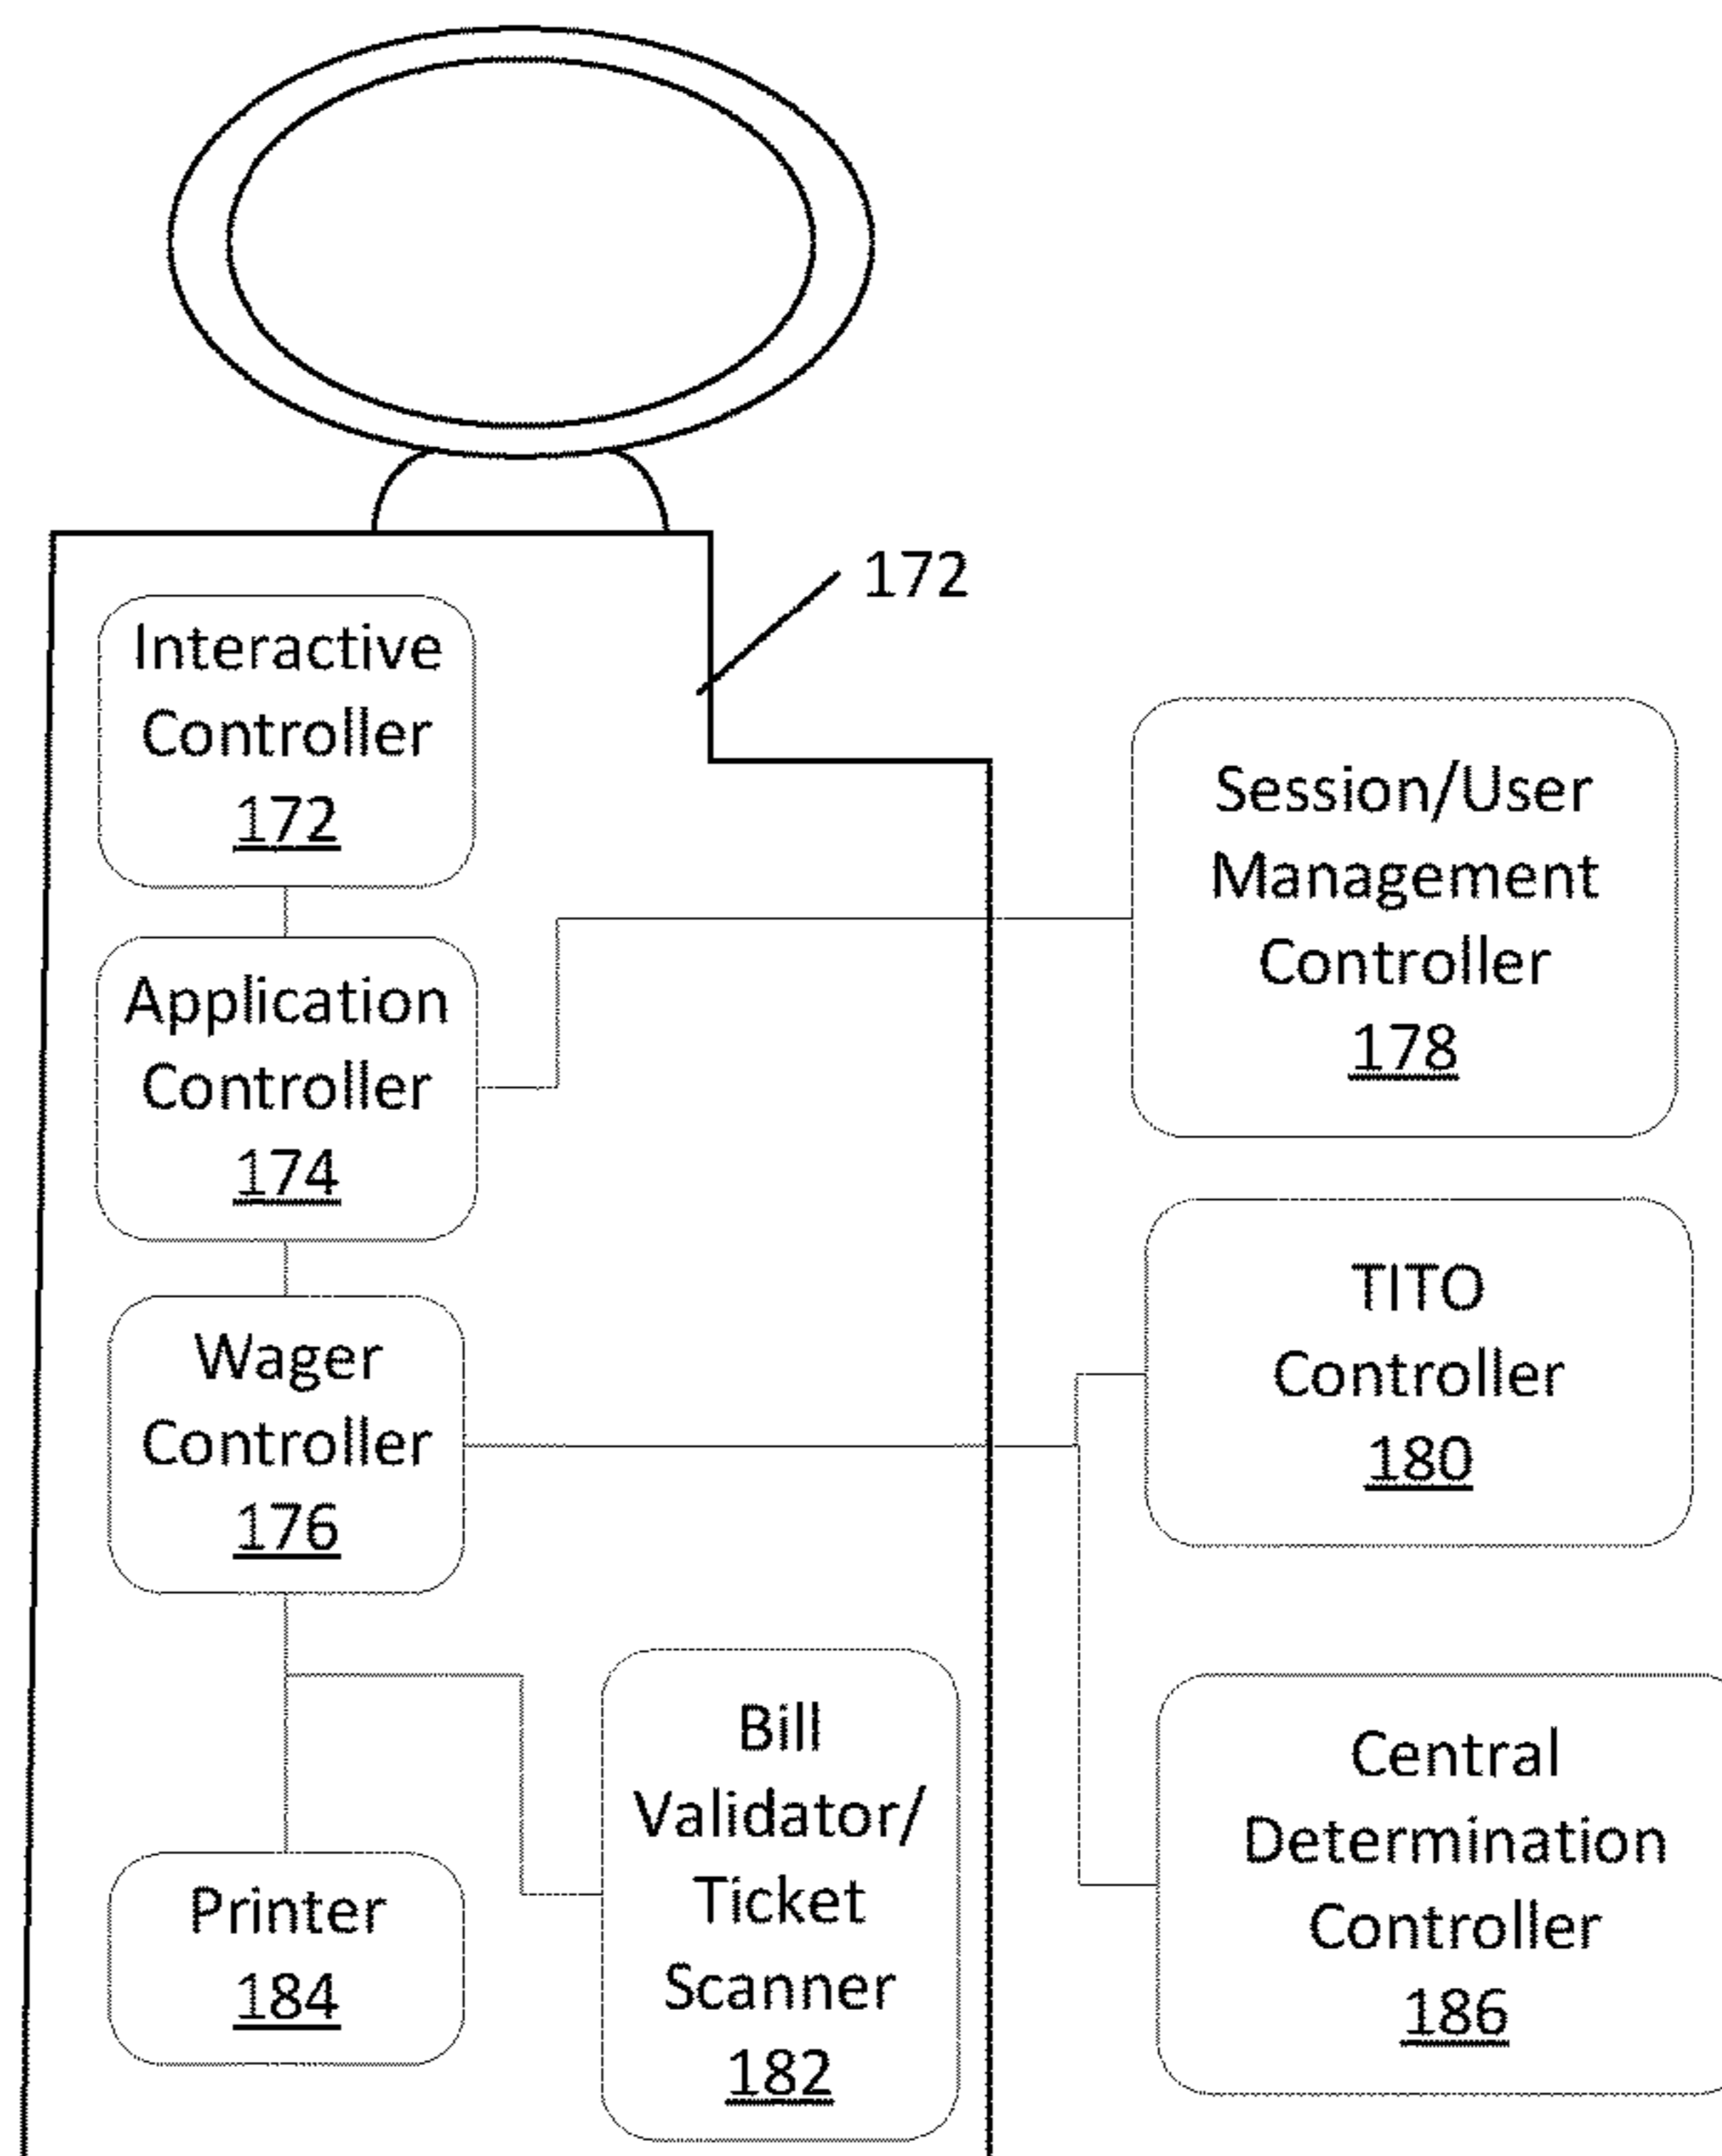 172
Interactive
Controller
172
Application
Controller
174
Wager
Controller
176
Printer
184
Bill
Validator/
Ticket
Scanner
182
Session/User
Management
Controller
178
TITO
Controller
180
Central
Determination
Controller
186